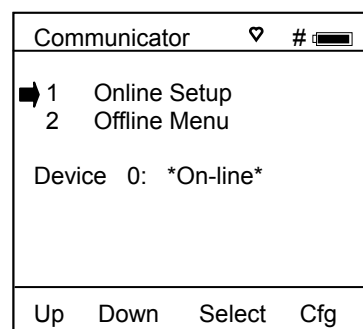 Communicator ♡ #
1 Online Setup
2 Offline Menu
Device 0: *On-line*
Up Down Select Cfg